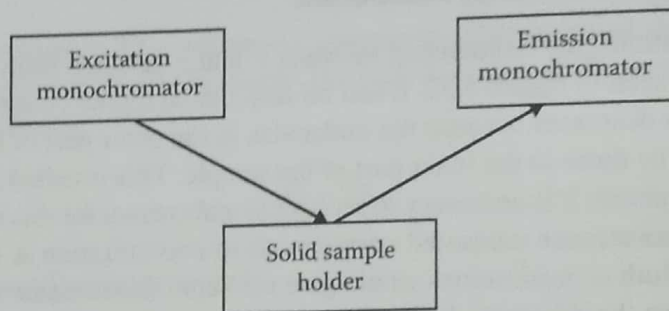 Excitation
monochromator
Emission
monochromator
Solid sample
holder